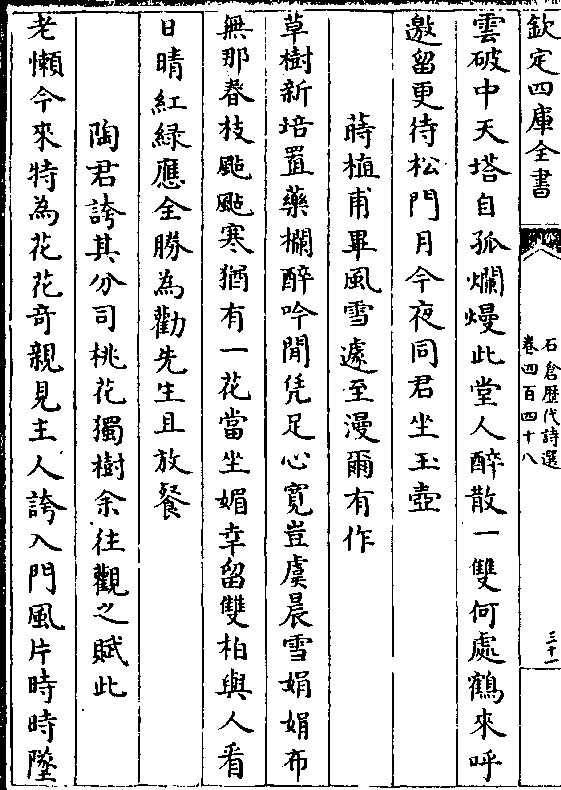 欽定四庫全書
石倉歷代詩選
卷四百四十八
三十一
雲破中天塔自孤爛熳此堂人醉散一雙何處鶴來呼
邀留更待松門月今夜同君坐玉壺
蒔植甫畢風雪遽至漫爾有作
草樹新培置藥欄醉吟閒凭足心寬豈虞晨雪娟娟布
無那春枝颭颭寒猶有一花當坐媚幸留雙柏與人看
日晴紅綠應全勝為勸先生且放餐
陶君誇其分司桃花獨樹余往觀之賦此
老懶今來特為花花奇親見主人誇入門風片時時墜